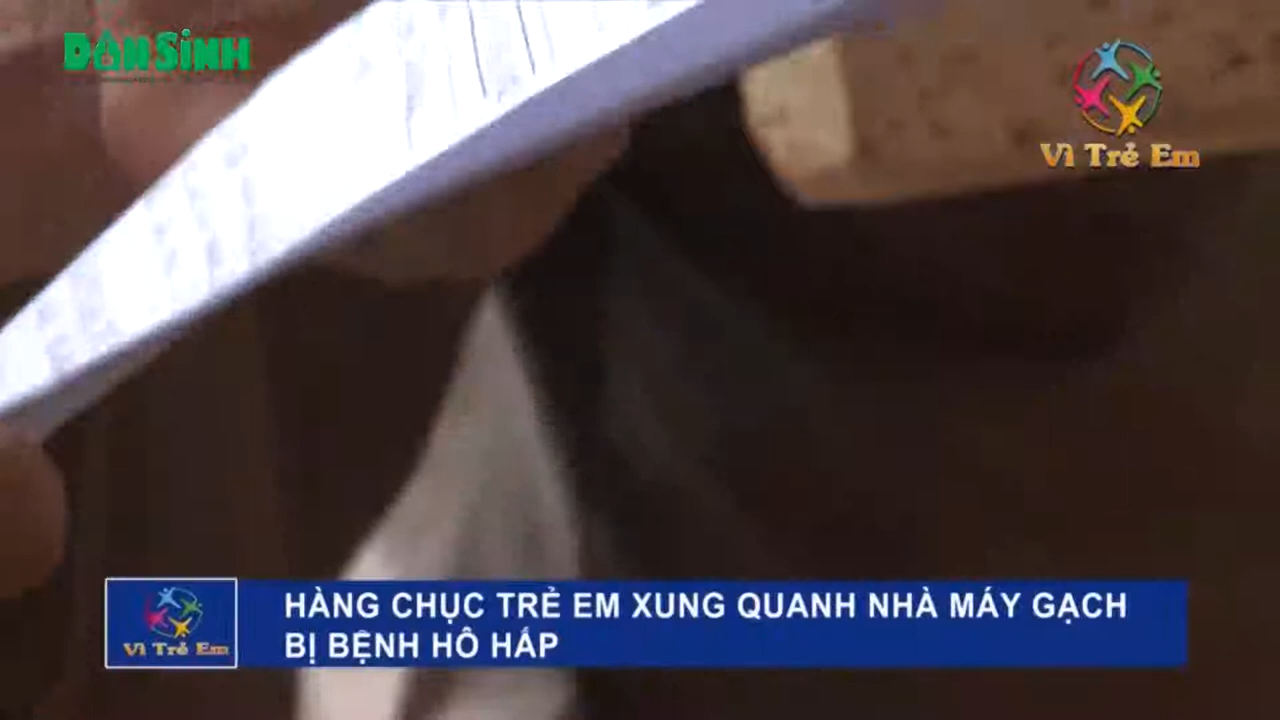 DÂN SINH
Vì Trẻ Em
HÀNG CHỤC TRẺ EM XUNG QUANH NHÀ MÁY GẠCH
BỊ BỆNH HÔ HẤP
Vì Trẻ Em